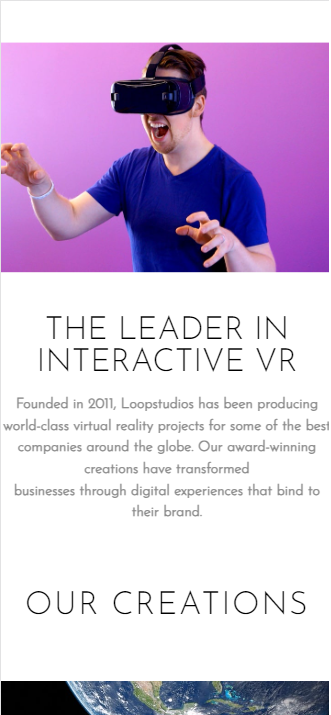 THE LEADER IN
INTERACTIVE VR
Founded in 2011, Loopstudios has been producing
world-class virtual reality projects for some of the best
companies around the globe. Our award-winning
creations have transformed
businesses through digital experiences that bind to
their brand.
OUR CREATIONS